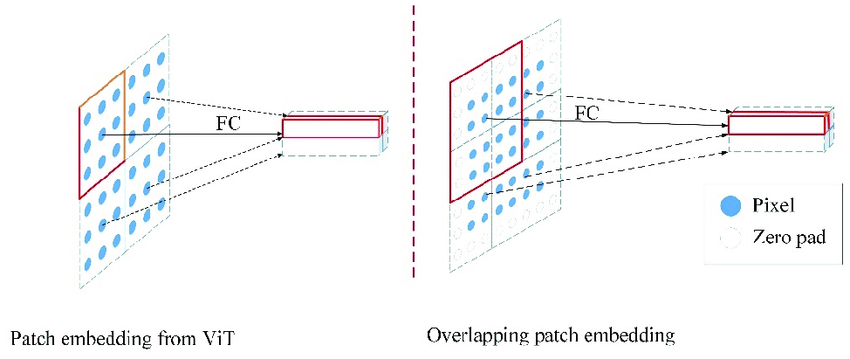 FC
FC
Pixel
Zero pad
Patch embedding from ViT
Overlapping patch embedding